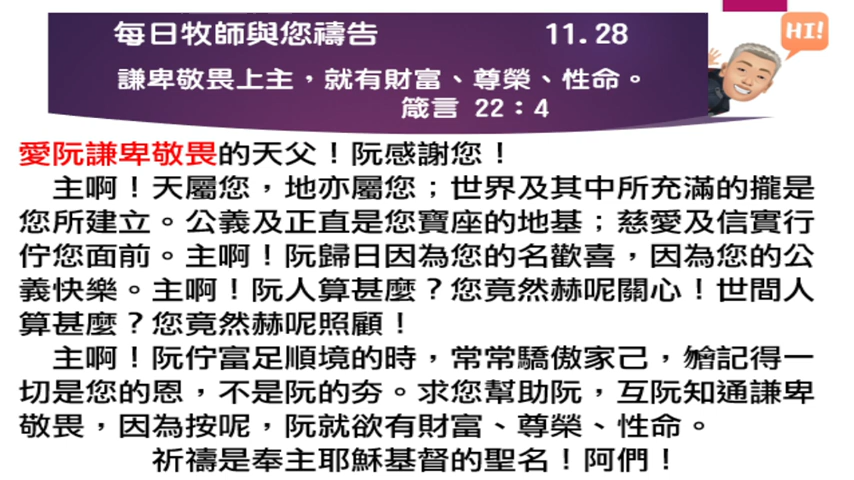 每日牧師與您禱告 11.28
HI!
謙卑敬畏上主，就有財富、尊榮、性命。
箴言 22：4
愛阮謙卑敬畏的天父！阮感謝您！
主啊！天屬您，地亦屬您；世界及其中所充滿的攏是
您所建立。公義及正直是您寶座的地基；慈愛及信實行
佇您面前。主啊！阮歸日因為您的名歡喜，因為您的公
義快樂。主啊！阮人算甚麼？您竟然赫呢關心！世間人
算甚麼？您竟然赫呢照顧！
主啊！阮佇富足順境的時，常常驕傲家己，𣍐記得一
切是您的恩，不是阮的夯。求您幫助阮，互阮知通謙卑
敬畏，因為按呢，阮就欲有財富、尊榮、性命。
祈禱是奉主耶穌基督的聖名！阿們！